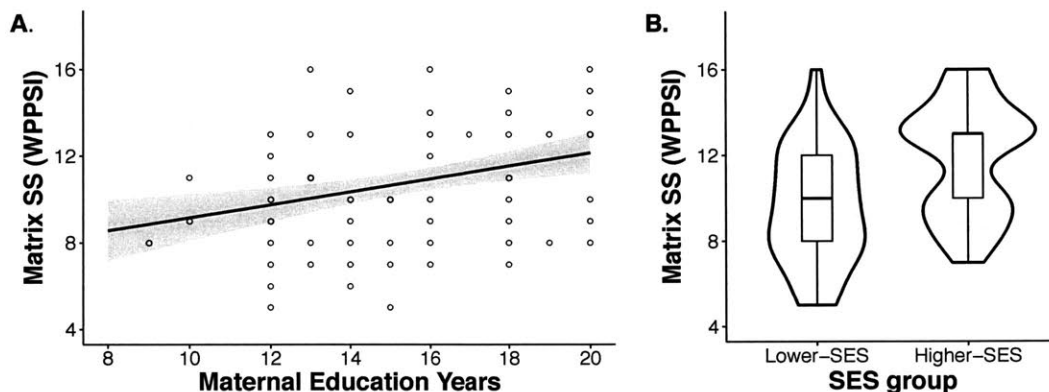 A.
Matrix SS (WPPSI)
16
12
8
4
8 10 12 14 16 18 20
Maternal Education Years
B.
Matrix SS (WPPSI)
16
12
8
4
Lower–SES Higher–SES
SES group